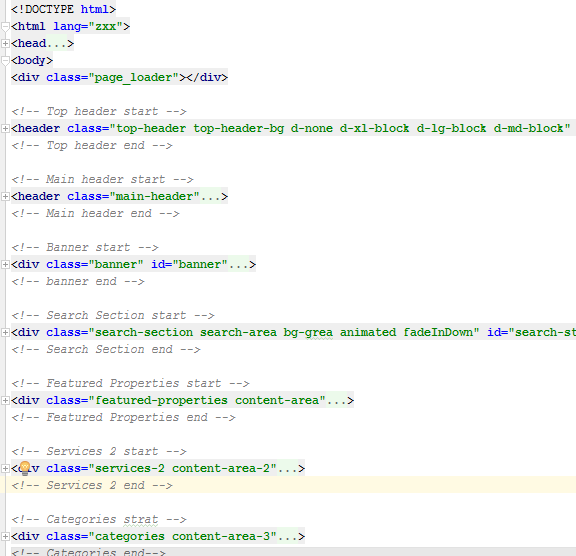 <!DOCTYPE html>
<html lang="zxx">
<head...>
<body>
<div class="page_loader"></div>
<!-- Top header start -->
<header class="top-header top-header-bg d-none d-xl-block d-lg-block d-md-block"
<!-- Top header end -->
<!-- Main header start -->
<header class="main-header"...>
<!-- Main header end -->
<!-- Banner start -->
<div class="banner" id="banner"...>
<!-- banner end -->
<!-- Search Section start -->
<div class="search-section search-area bg-grea animated fadeInDown" id="search-st
<!-- Search Section end -->
<!-- Featured Properties start -->
<div class="featured-properties content-area"...>
<!-- Featured Properties end -->
<!-- Services 2 start -->
<div class="services-2 content-area-2"...>
<!-- Services 2 end -->
<!-- Categories strat -->
<div class="categories content-area-3"...>
<!-- Categories end-->